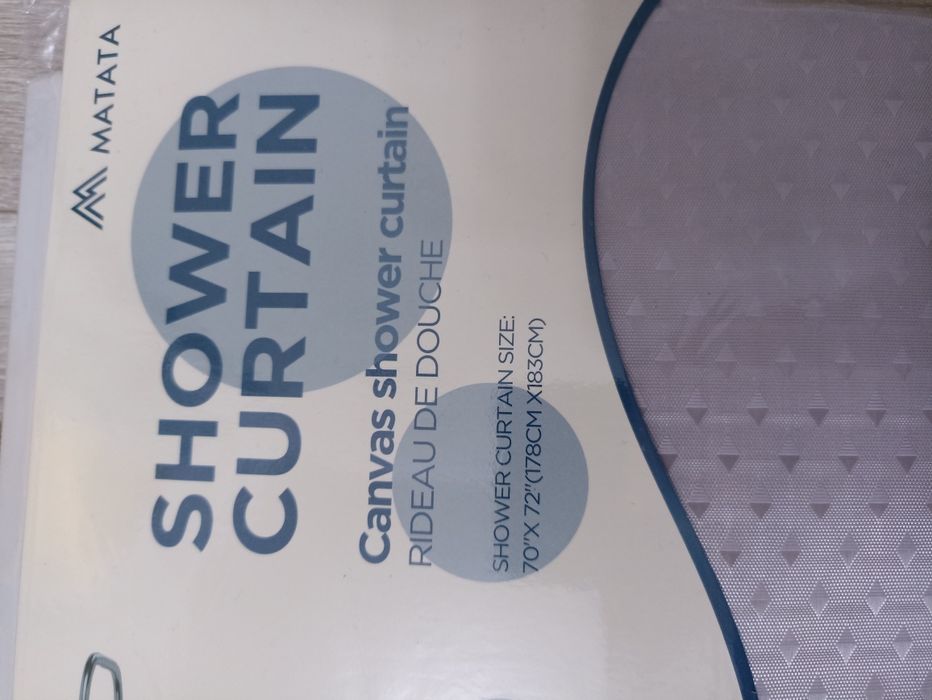 MATATA
SHOWER
CURTAIN
Canvas shower curtain
RIDEAU DE DOUCHE
SHOWER CURTAIN SIZE:
70"X 72"(178CM X183CM)